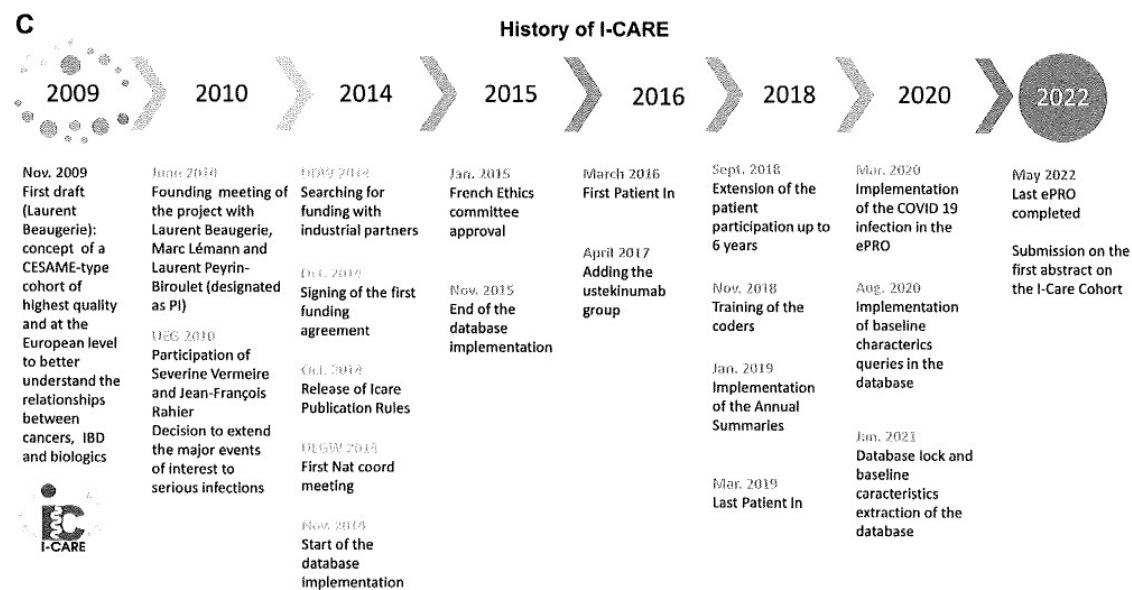 C
History of I-CARE
2009
2010
2014
2015
2016
2018
2020
2022
Nov. 2009
First draft
(Laurent
Beaugerie):
concept of a
CESAME-type
cohort of
highest quality
and at the
European level
to better
understand the
relationships
between
cancers, IBD
and biologics
I-CARE
June 2010
Founding meeting of
the project with
Laurent Beaugerie,
Marc Lémann and
Laurent Peyrin-
Biroulet (designated
as PI)
UEG 2010
Participation of
Severine Vermeire
and Jean-François
Rahier
Decision to extend
the major events
of interest to
serious infections
DDW 2014
Searching for
funding with
industrial partners
Oct. 2014
Signing of the first
funding
agreement
Oct. 2014
Release of Icare
Publication Rules
UEGW 2014
First Nat coord
meeting
Nov. 2014
Start of the
database
implementation
Jan. 2015
French Ethics
committee
approval
Nov. 2015
End of the
database
implementation
March 2016
First Patient In
April 2017
Adding the
ustekinumab
group
Sept. 2018
Extension of the
patient
participation up to
6 years
Nov. 2018
Training of the
coders
Jan. 2019
Implementation
of the Annual
Summaries
Mar. 2019
Last Patient In
Mar. 2020
Implementation
of the COVID 19
infection in the
ePRO
Aug. 2020
Implementation
of baseline
characterics
queries in the
database
Jan. 2021
Database lock and
baseline
caracteristics
extraction of the
database
May 2022
Last ePRO
completed
Submission on the
first abstract on
the I-Care Cohort